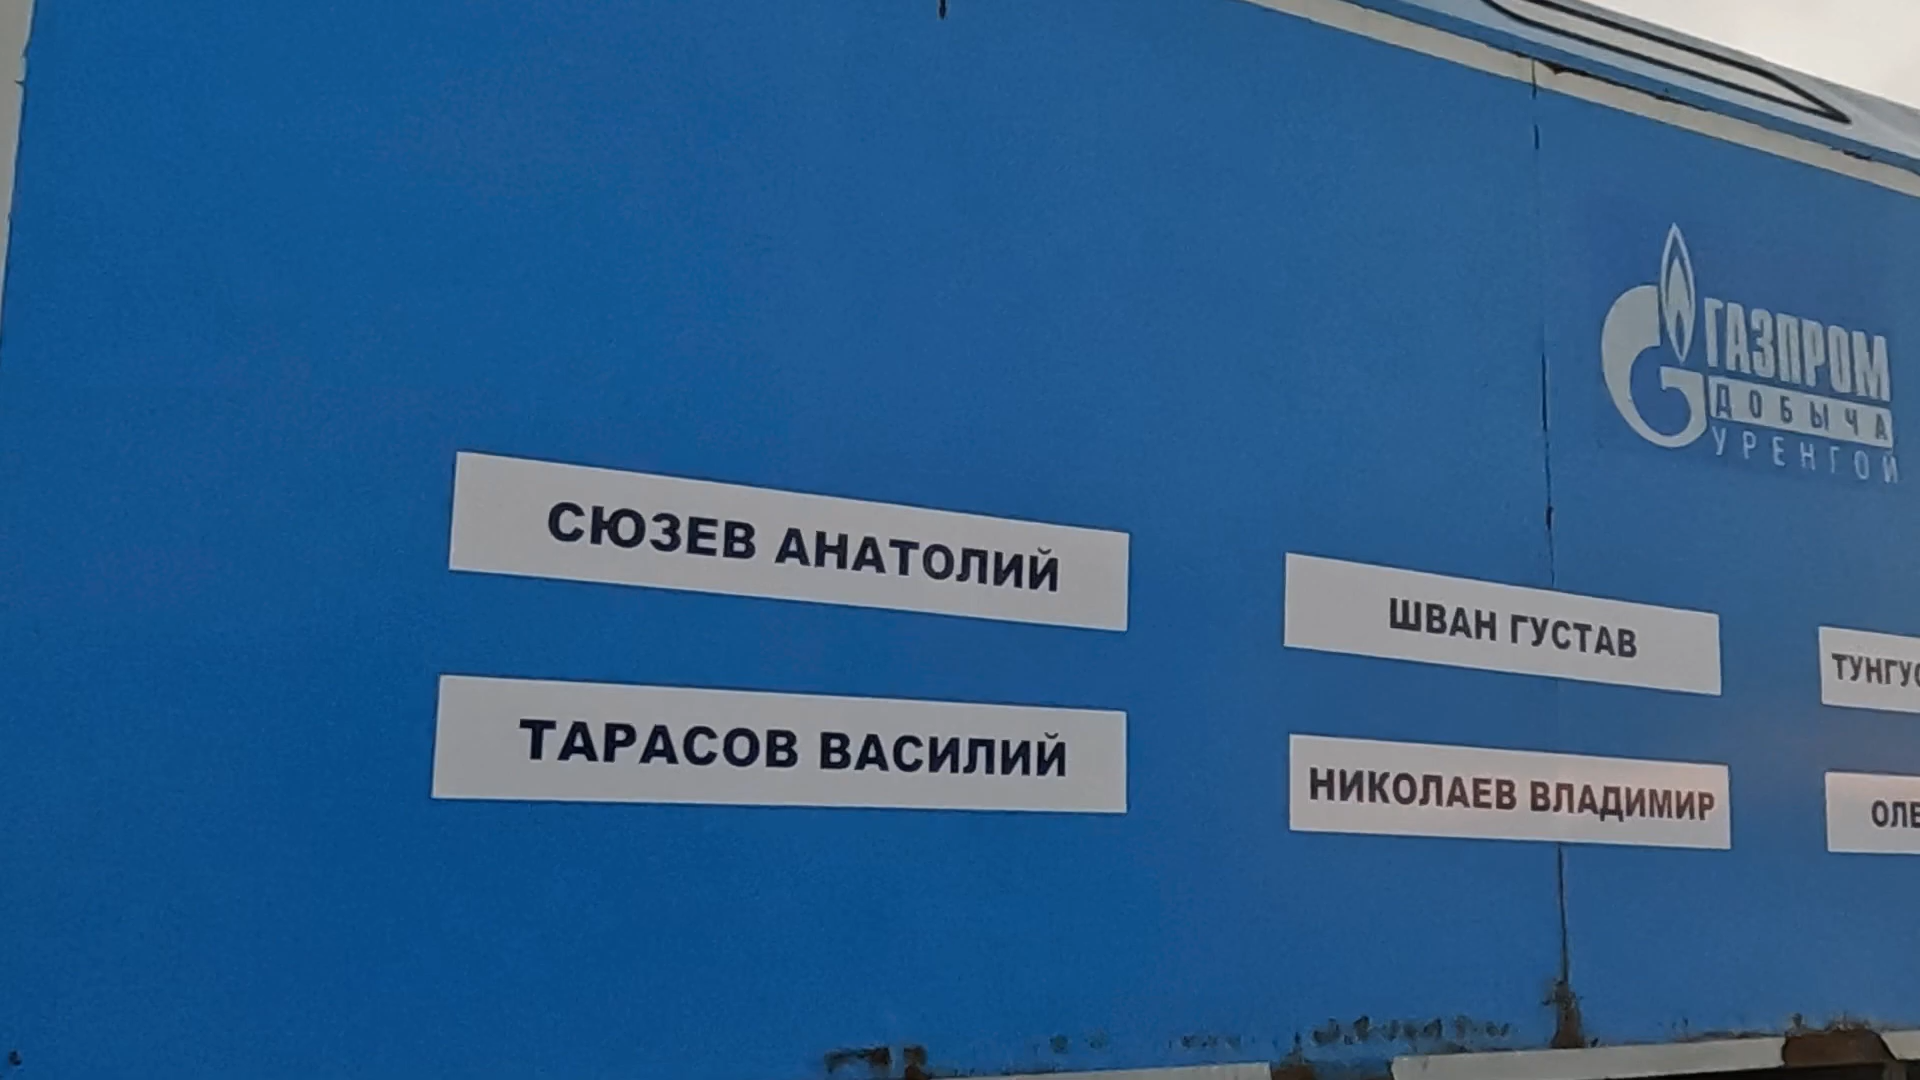 ГАЗПРОМ
ДОБЫЧА
УРЕНГОЙ
СЮЗЕВ АНАТОЛИЙ
ШВАН ГУСТАВ
ТАРАСОВ ВАСИЛИЙ
НИКОЛАЕВ ВЛАДИМИР